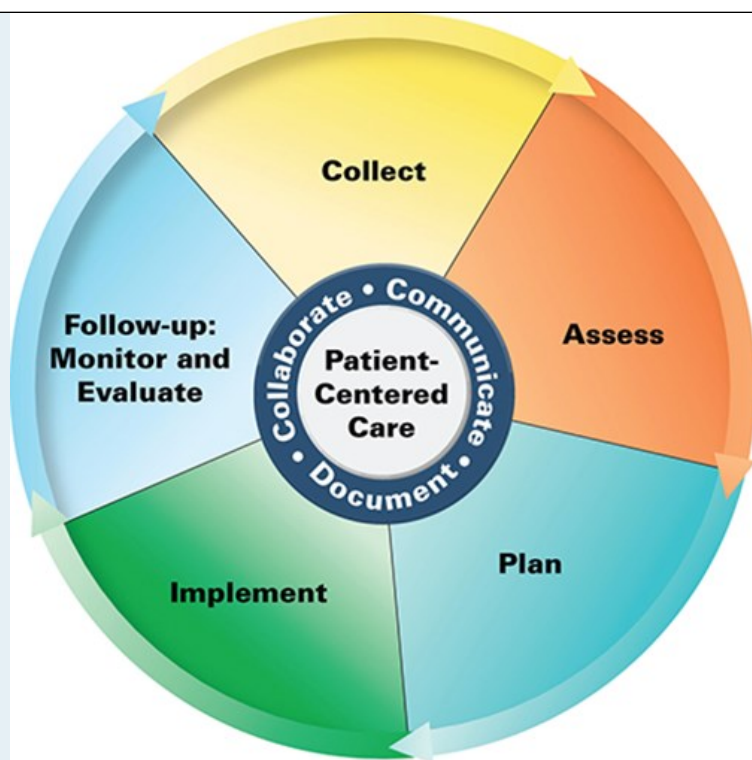 Collect
Assess
Plan
Implement
Follow-up:
Monitor and
Evaluate
Collaborate • Communicate • Document •
Patient-
Centered
Care